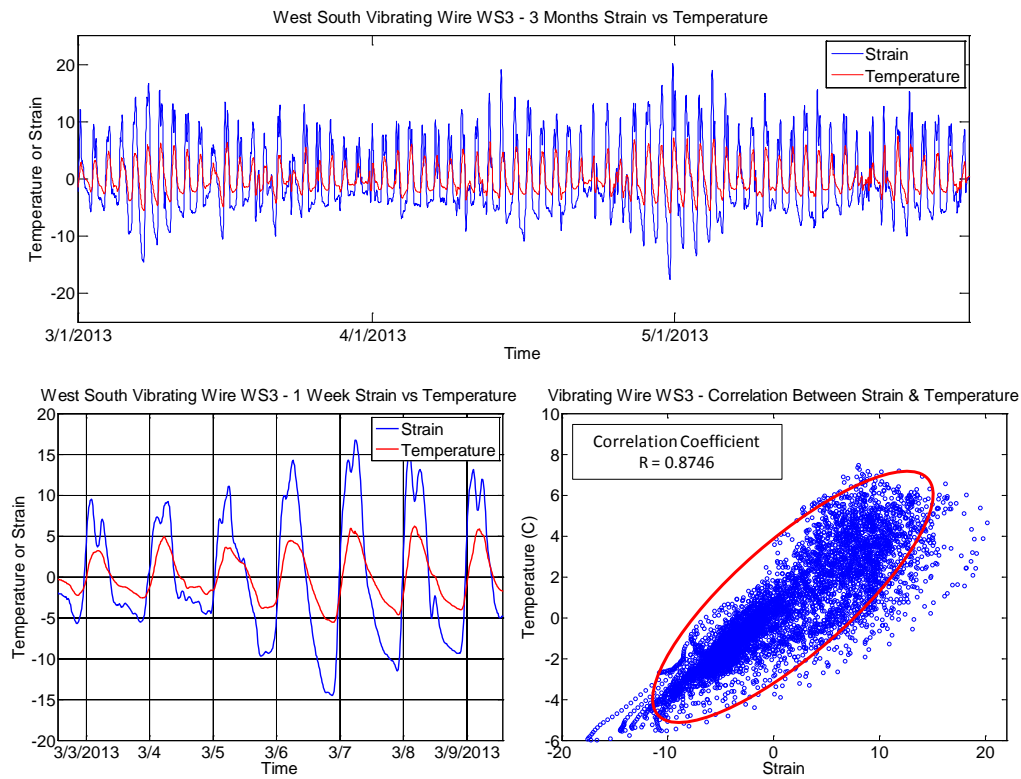 West South Vibrating Wire WS3 - 3 Months Strain vs Temperature
Strain
Temperature
Temperature or Strain
20
10
0
-10
-20
3/1/2013
4/1/2013
5/1/2013
Time
West South Vibrating Wire WS3 - 1 Week Strain vs Temperature
Strain
Temperature
Temperature or Strain
20
15
10
5
0
-5
-10
-15
-20
3/3/2013
3/4
3/5
3/6
3/7
3/8
3/9/2013
Time
Vibrating Wire WS3 - Correlation Between Strain & Temperature
Correlation Coefficient
R = 0.8746
Temperature (C)
10
8
6
4
2
0
-2
-4
-6
-20
-10
0
10
20
Strain